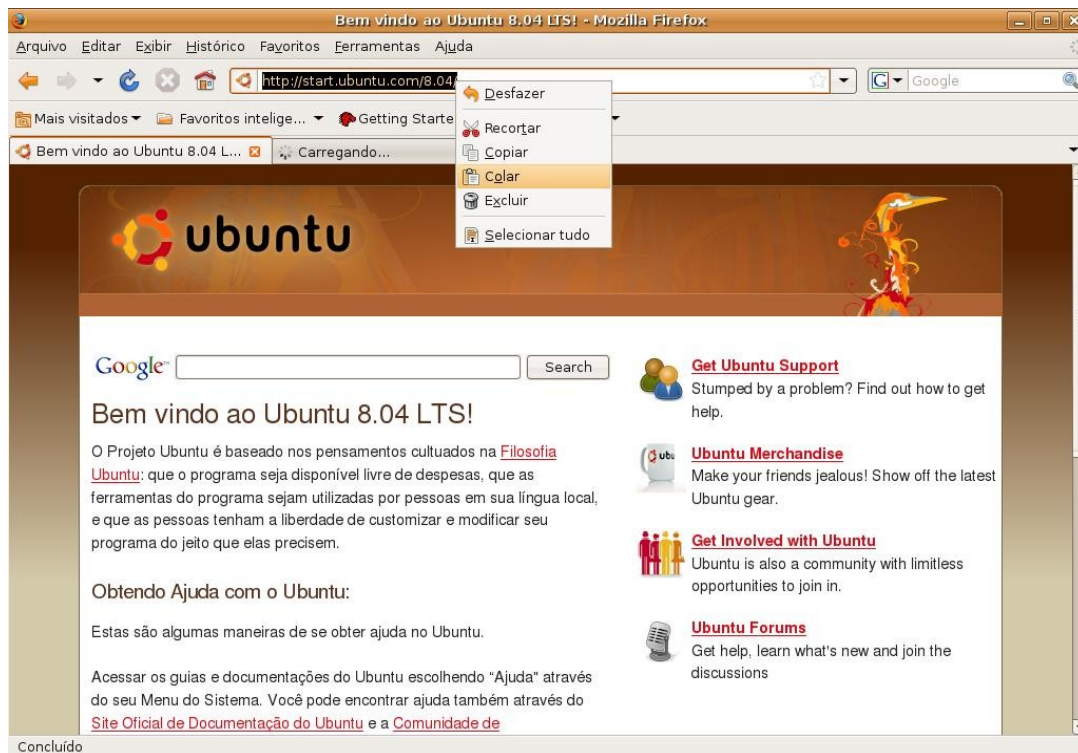 Bem vindo ao Ubuntu 8.04 LTS! - Mozilla Firefox
Arquivo Editar Exibir Histórico Favoritos Ferramentas Ajuda
http://start.ubuntu.com/8.04/
G Google
Mais visitados Favoritos intelige... Getting Starte
Bem vindo ao Ubuntu 8.04 L... Carregando...
Desfazer
Recortar
Copiar
Colar
Excluir
Selecionar tudo
ubuntu
Google™
Search
Bem vindo ao Ubuntu 8.04 LTS!
O Projeto Ubuntu é baseado nos pensamentos cultuados na Filosofia
Ubuntu: que o programa seja disponível livre de despesas, que as
ferramentas do programa sejam utilizadas por pessoas em sua língua local,
e que as pessoas tenham a liberdade de customizar e modificar seu
programa do jeito que elas precisem.
Obtendo Ajuda com o Ubuntu:
Estas são algumas maneiras de se obter ajuda no Ubuntu.
Acessar os guias e documentações do Ubuntu escolhendo "Ajuda" através
do seu Menu do Sistema. Você pode encontrar ajuda também através do
Site Oficial de Documentação do Ubuntu e a Comunidade de
Get Ubuntu Support
Stumped by a problem? Find out how to get
help.
ubu
Ubuntu Merchandise
Make your friends jealous! Show off the latest
Ubuntu gear.
Get Involved with Ubuntu
Ubuntu is also a community with limitless
opportunities to join in.
Ubuntu Forums
Get help, learn what's new and join the
discussions
Concluído